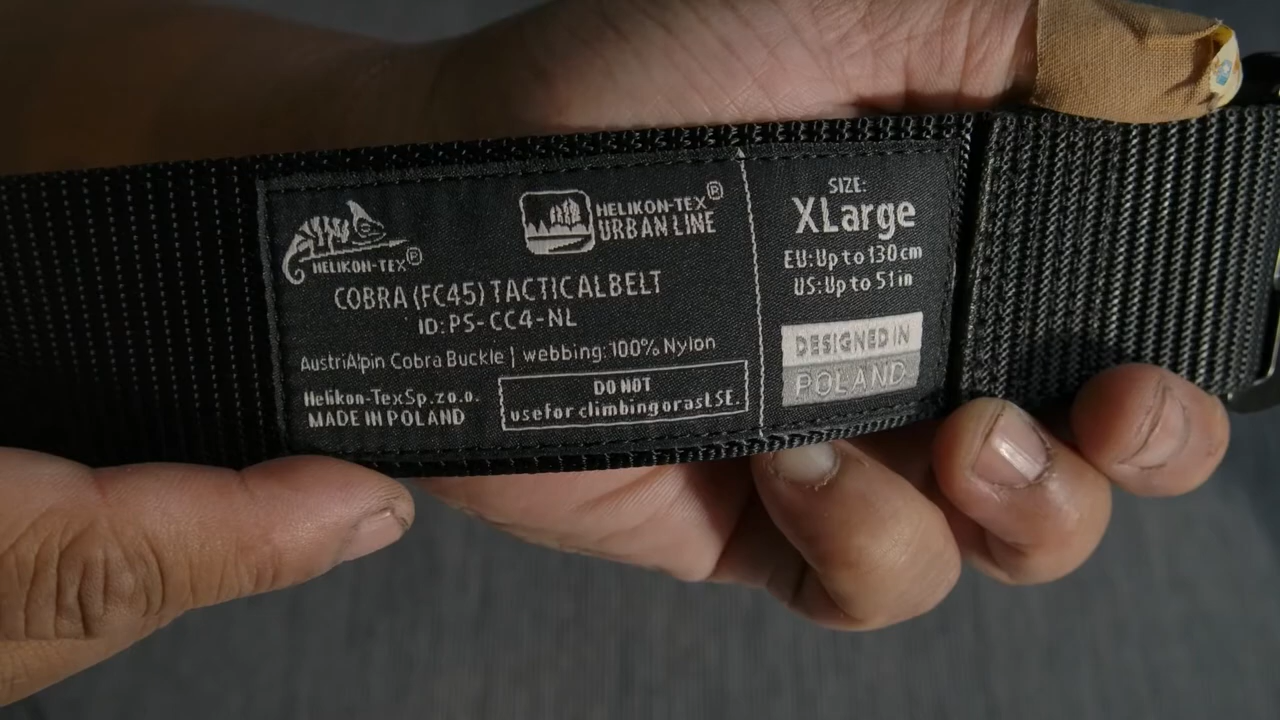 HELIKON-TEX®
HELIKON-TEX®
URBAN LINE
COBRA (FC45) TACTICAL BELT
ID: PS-CC4-NL
AustriAlpin Cobra Buckle | webbing: 100% Nylon
Helikon-Tex Sp. z o.o.
MADE IN POLAND
DO NOT
use for climbing or as LSE.
SIZE:
XLarge
EU: Up to 130 cm
US: Up to 51 in
DESIGNED IN
POLAND